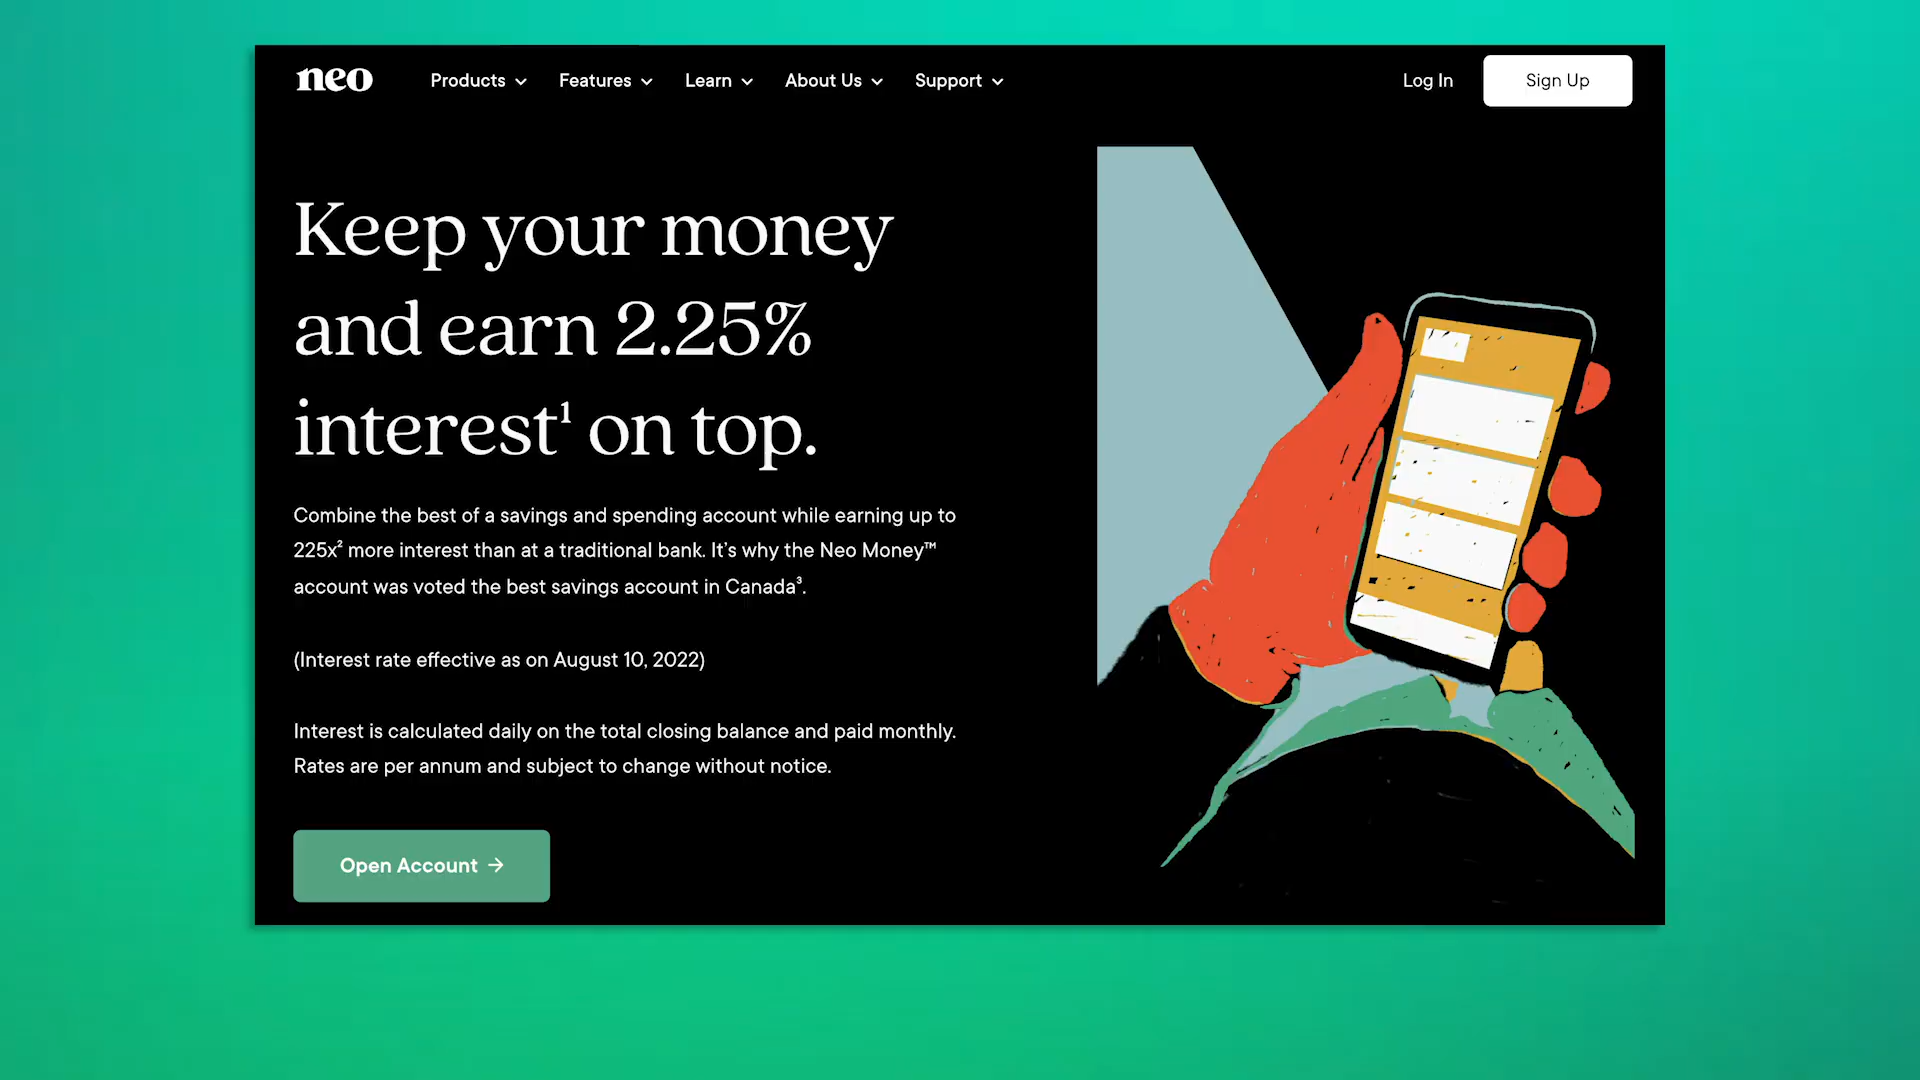 neo
Products
Features
Learn
About Us
Support
Log In
Sign Up
Keep your money
and earn 2.25%
interest¹ on top.
Combine the best of a savings and spending account while earning up to
225x² more interest than at a traditional bank. It’s why the Neo Money™
account was voted the best savings account in Canada³.
(Interest rate effective as on August 10, 2022)
Interest is calculated daily on the total closing balance and paid monthly.
Rates are per annum and subject to change without notice.
Open Account →